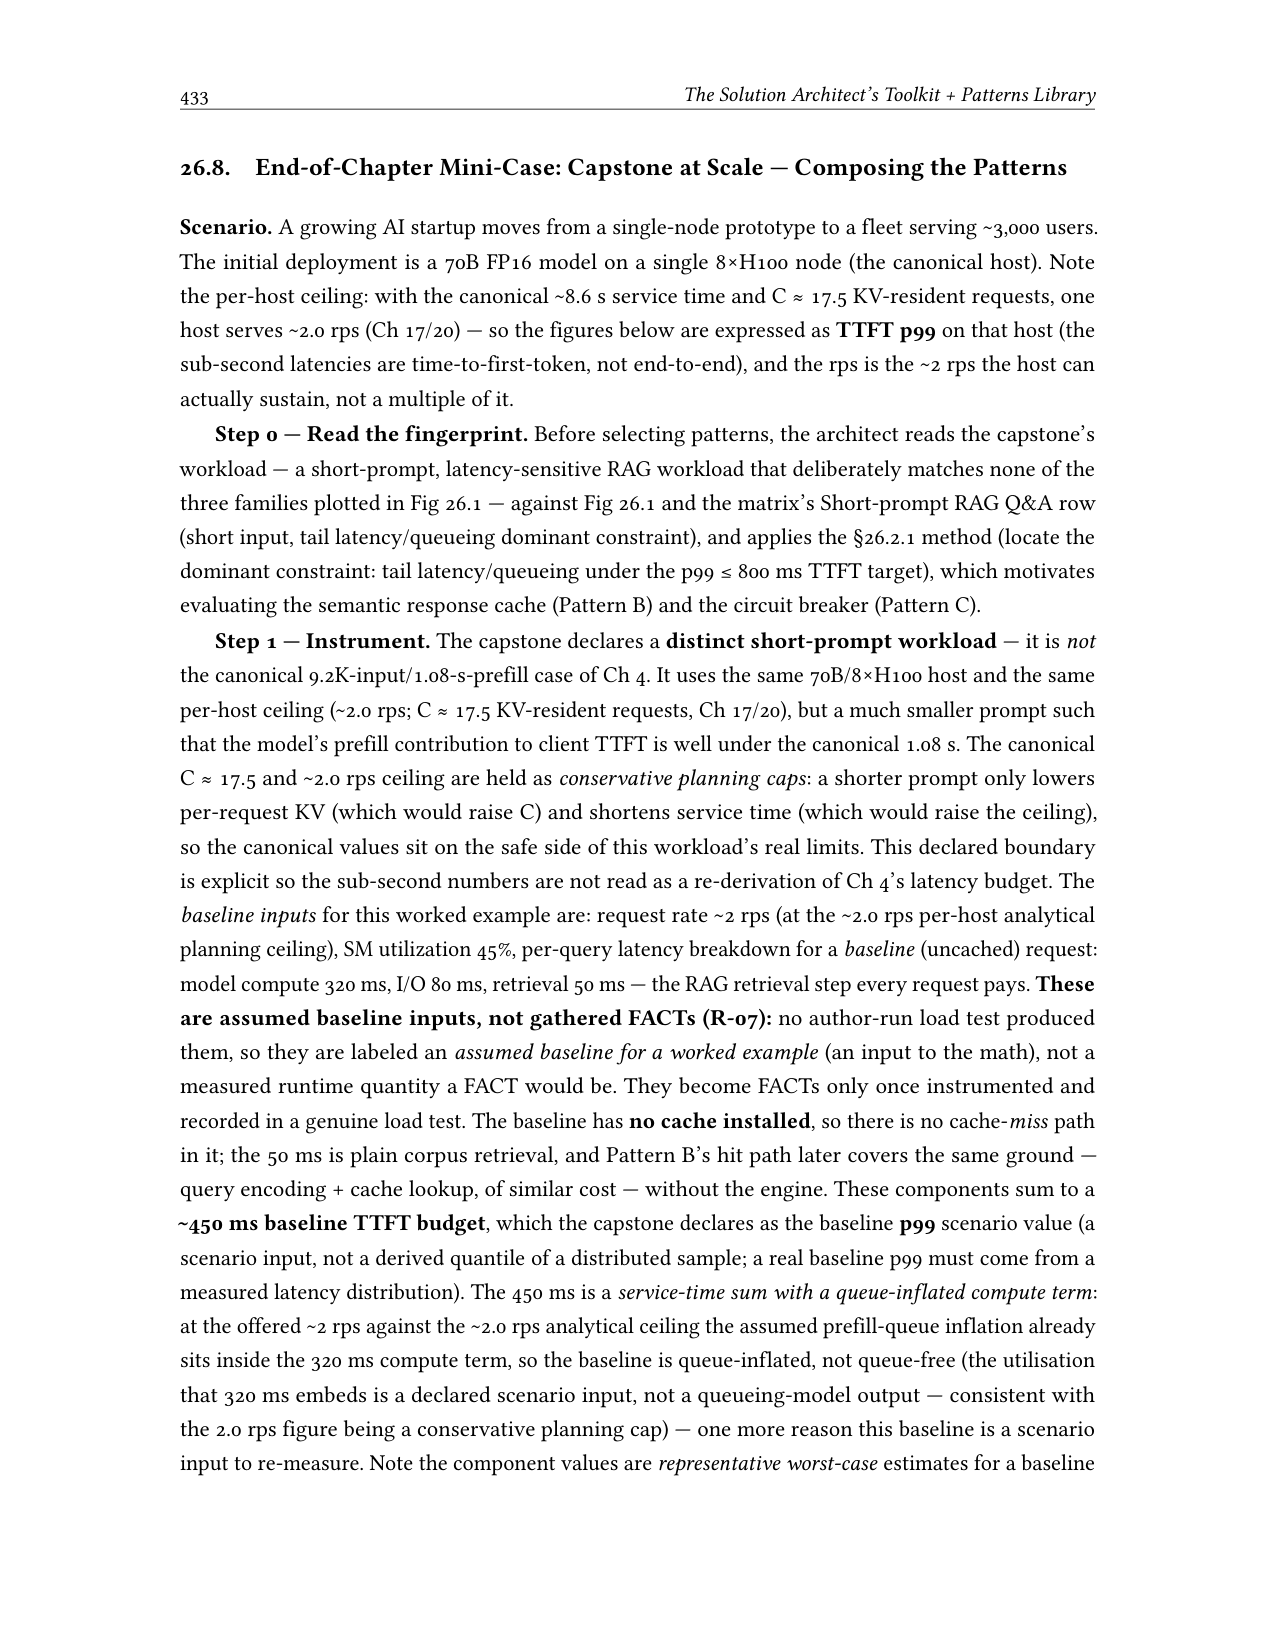 433
The Solution Architect's Toolkit + Patterns Library
26.8. End-of-Chapter Mini-Case: Capstone at Scale — Composing the Patterns
Scenario. A growing AI startup moves from a single-node prototype to a fleet serving ~3,000 users.
The initial deployment is a 70B FP16 model on a single 8×H100 node (the canonical host). Note
the per-host ceiling: with the canonical ~8.6 s service time and C ≈ 17.5 KV-resident requests, one
host serves ~2.0 rps (Ch 17/20) — so the figures below are expressed as TTFT p99 on that host (the
sub-second latencies are time-to-first-token, not end-to-end), and the rps is the ~2 rps the host can
actually sustain, not a multiple of it.
Step 0 — Read the fingerprint. Before selecting patterns, the architect reads the capstone's
workload — a short-prompt, latency-sensitive RAG workload that deliberately matches none of the
three families plotted in Fig 26.1 — against Fig 26.1 and the matrix's Short-prompt RAG Q&A row
(short input, tail latency/queueing dominant constraint), and applies the §26.2.1 method (locate the
dominant constraint: tail latency/queueing under the p99 ≤ 800 ms TTFT target), which motivates
evaluating the semantic response cache (Pattern B) and the circuit breaker (Pattern C).
Step 1 — Instrument. The capstone declares a distinct short-prompt workload — it is not
the canonical 9.2K-input/1.08-s-prefill case of Ch 4. It uses the same 70B/8×H100 host and the same
per-host ceiling (~2.0 rps; C ≈ 17.5 KV-resident requests, Ch 17/20), but a much smaller prompt such
that the model's prefill contribution to client TTFT is well under the canonical 1.08 s. The canonical
C ≈ 17.5 and ~2.0 rps ceiling are held as conservative planning caps: a shorter prompt only lowers
per-request KV (which would raise C) and shortens service time (which would raise the ceiling),
so the canonical values sit on the safe side of this workload's real limits. This declared boundary
is explicit so the sub-second numbers are not read as a re-derivation of Ch 4's latency budget. The
baseline inputs for this worked example are: request rate ~2 rps (at the ~2.0 rps per-host analytical
planning ceiling), SM utilization 45%, per-query latency breakdown for a baseline (uncached) request:
model compute 320 ms, I/O 80 ms, retrieval 50 ms — the RAG retrieval step every request pays. These
are assumed baseline inputs, not gathered FACTs (R-07): no author-run load test produced
them, so they are labeled an assumed baseline for a worked example (an input to the math), not a
measured runtime quantity a FACT would be. They become FACTs only once instrumented and
recorded in a genuine load test. The baseline has no cache installed, so there is no cache-miss path
in it; the 50 ms is plain corpus retrieval, and Pattern B's hit path later covers the same ground —
query encoding + cache lookup, of similar cost — without the engine. These components sum to a
~450 ms baseline TTFT budget, which the capstone declares as the baseline p99 scenario value (a
scenario input, not a derived quantile of a distributed sample; a real baseline p99 must come from a
measured latency distribution). The 450 ms is a service-time sum with a queue-inflated compute term:
at the offered ~2 rps against the ~2.0 rps analytical ceiling the assumed prefill-queue inflation already
sits inside the 320 ms compute term, so the baseline is queue-inflated, not queue-free (the utilisation
that 320 ms embeds is a declared scenario input, not a queueing-model output — consistent with
the 2.0 rps figure being a conservative planning cap) — one more reason this baseline is a scenario
input to re-measure. Note the component values are representative worst-case estimates for a baseline